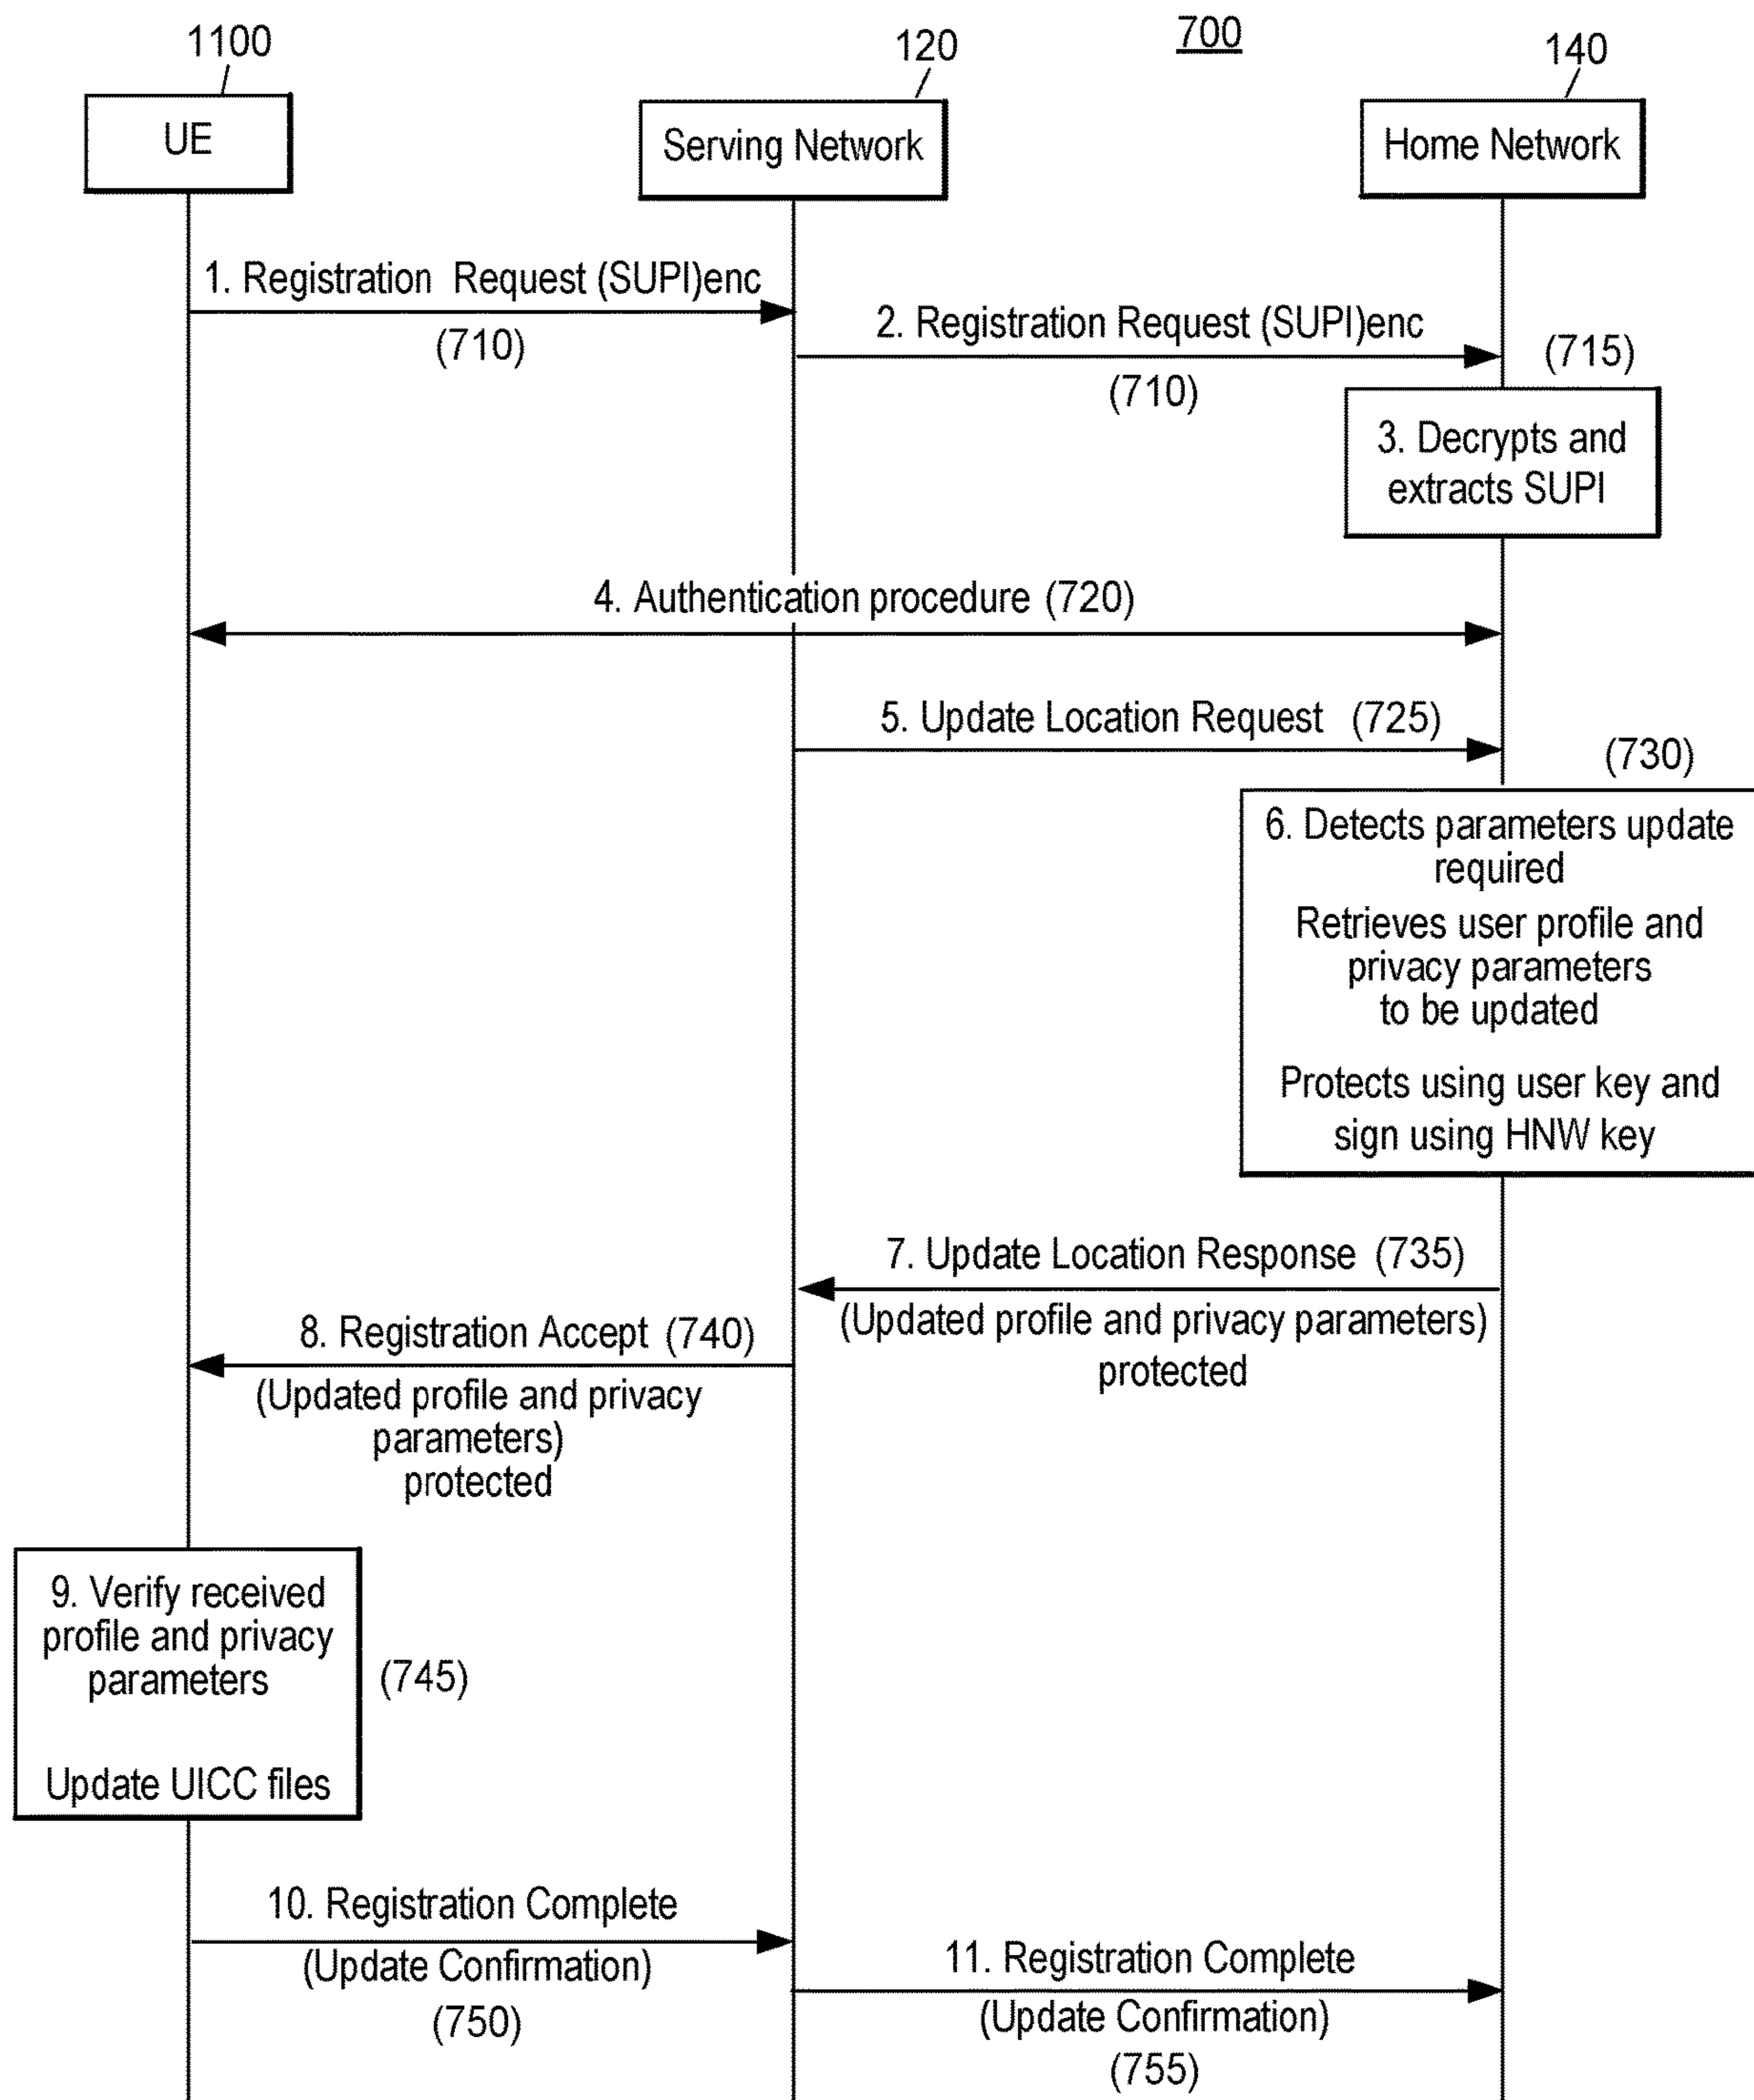 700
1100
120
140
UE
Serving Network
Home Network
1. Registration Request (SUPI)enc
(710)
2. Registration Request (SUPI)enc
(710)
(715)
3. Decrypts and
extracts SUPI
4. Authentication procedure (720)
5. Update Location Request (725)
(730)
6. Detects parameters update
required
Retrieves user profile and
privacy parameters
to be updated
Protects using user key and
sign using HNW key
7. Update Location Response (735)
(Updated profile and privacy parameters)
protected
8. Registration Accept (740)
(Updated profile and privacy
parameters)
protected
9. Verify received
profile and privacy
parameters
(745)
Update UICC files
10. Registration Complete
(Update Confirmation)
(750)
11. Registration Complete
(Update Confirmation)
(755)